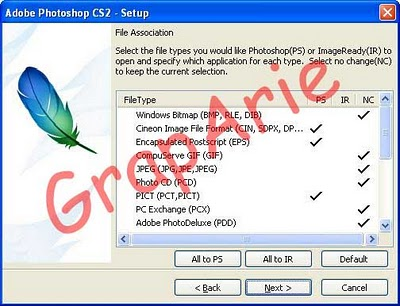 Adobe Photoshop CS2 - Setup
File Association
Select the file types you would like Photoshop(PS) or ImageReady(IR) to
open and specify which application for each type. Select no change(NC)
to keep the current selection.
FileType PS IR NC
Windows Bitmap (BMP, RLE, DIB)
Cineon Image File Format (CIN, SDPX, DP...
Encapsulated Postscript (EPS)
CompuServe GIF (GIF)
JPEG (JPG,JPE,JPEG)
Photo CD (PCD)
PICT (PCT,PICT)
PC Exchange (PCX)
Adobe PhotoDeluxe (PDD)
GrapArie
All to PS All to IR Default
< Back Next > Cancel